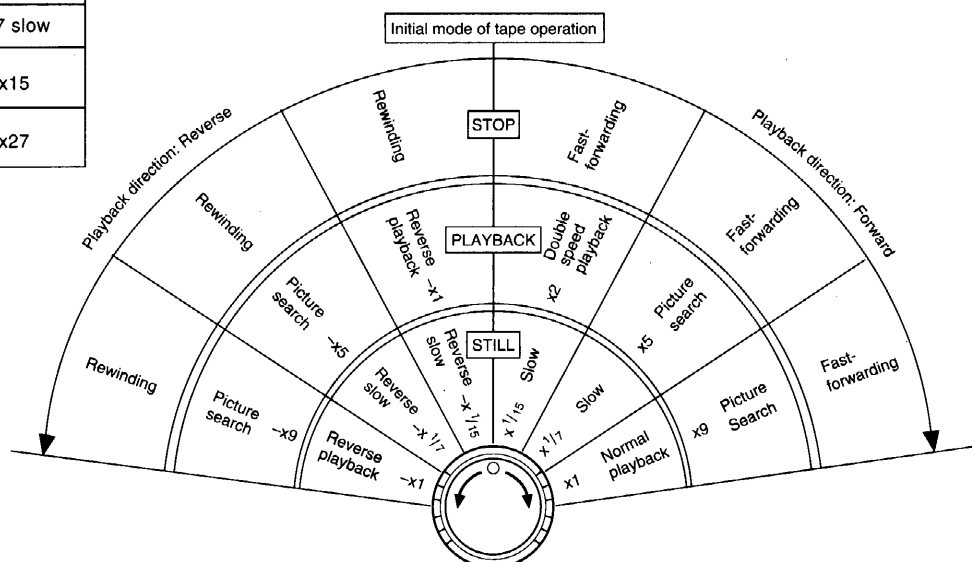 7 slow
x15
x27
Initial mode of tape operation
Playback direction: Reverse
Playback direction: Forward
Rewinding
Rewinding
Rewinding
STOP
Fast-
forwarding
Fast-
forwarding
Fast-
forwarding
Picture
search
–x9
Picture
search
–x5
Reverse
playback
–x1
PLAYBACK
Double
speed
playback
x2
Picture
search
x5
Picture
Search
x9
Reverse
playback
–x1
Reverse
slow
–x 1/7
Reverse
slow
–x 1/15
STILL
Slow
x 1/15
Slow
x 1/7
Normal
playback
x1